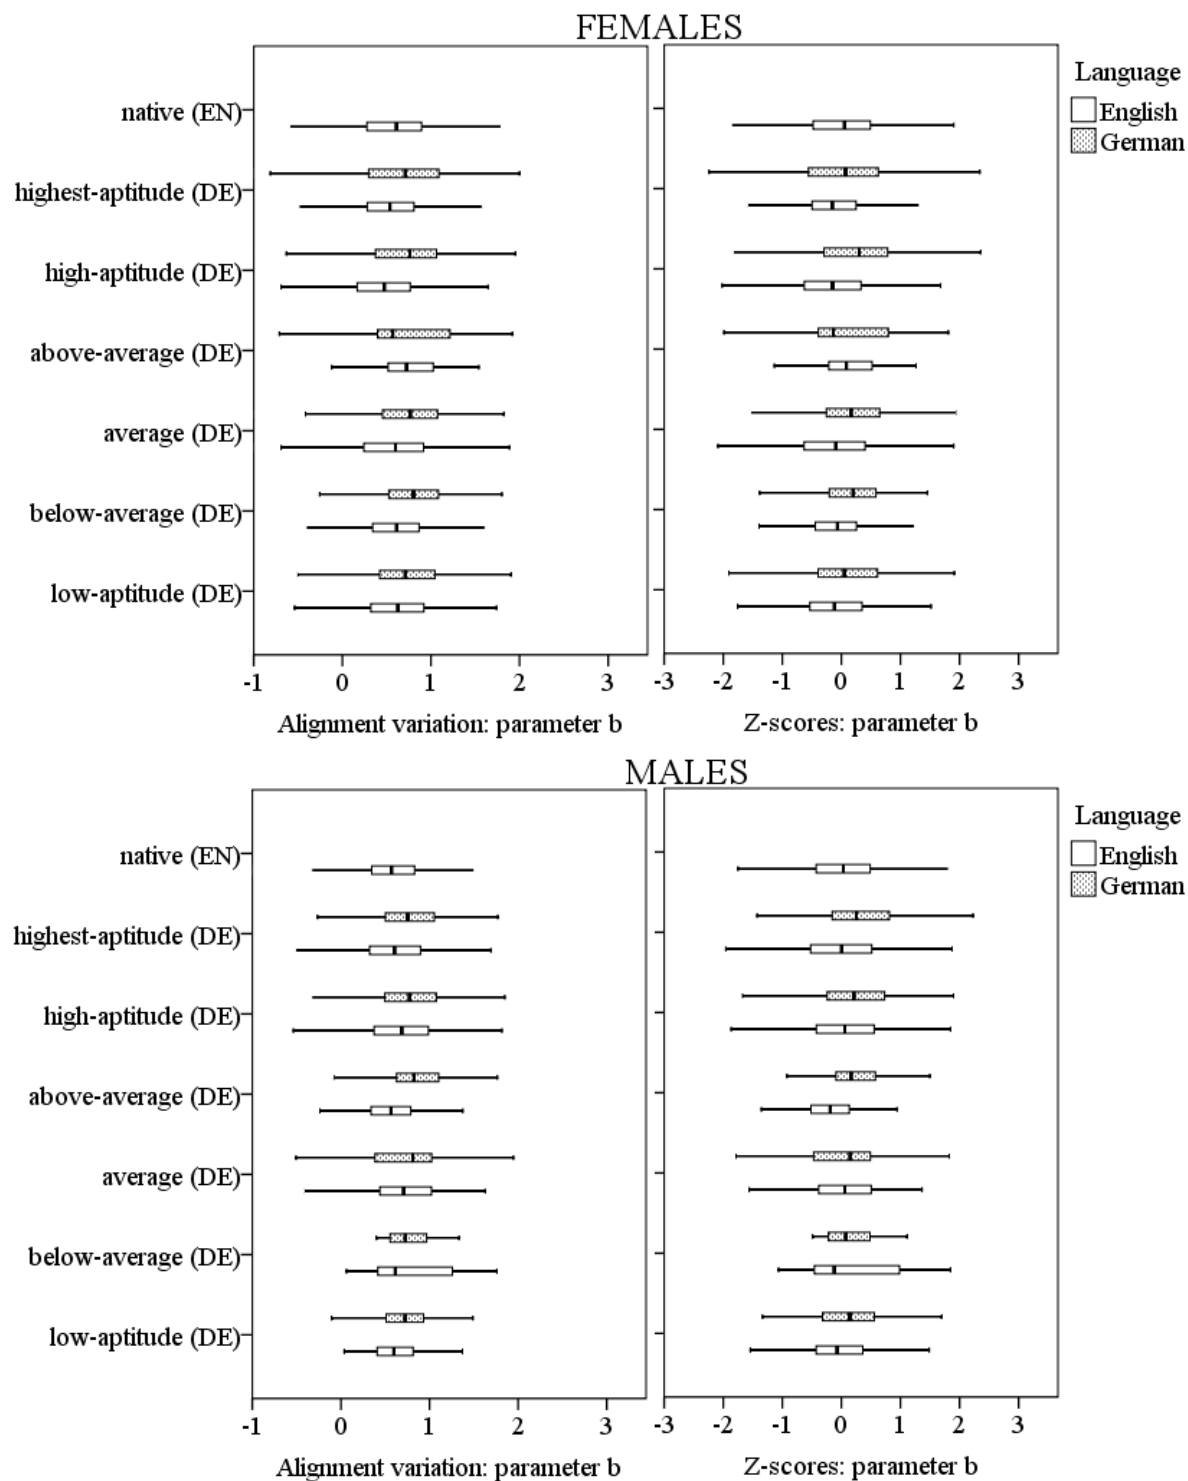 FEMALES
Language
English
German
native (EN)
highest-aptitude (DE)
high-aptitude (DE)
above-average (DE)
average (DE)
below-average (DE)
low-aptitude (DE)
-1 0 1 2 3
-3 -2 -1 0 1 2 3
Alignment variation: parameter b
Z-scores: parameter b
MALES
Language
English
German
native (EN)
highest-aptitude (DE)
high-aptitude (DE)
above-average (DE)
average (DE)
below-average (DE)
low-aptitude (DE)
-1 0 1 2 3
-3 -2 -1 0 1 2 3
Alignment variation: parameter b
Z-scores: parameter b